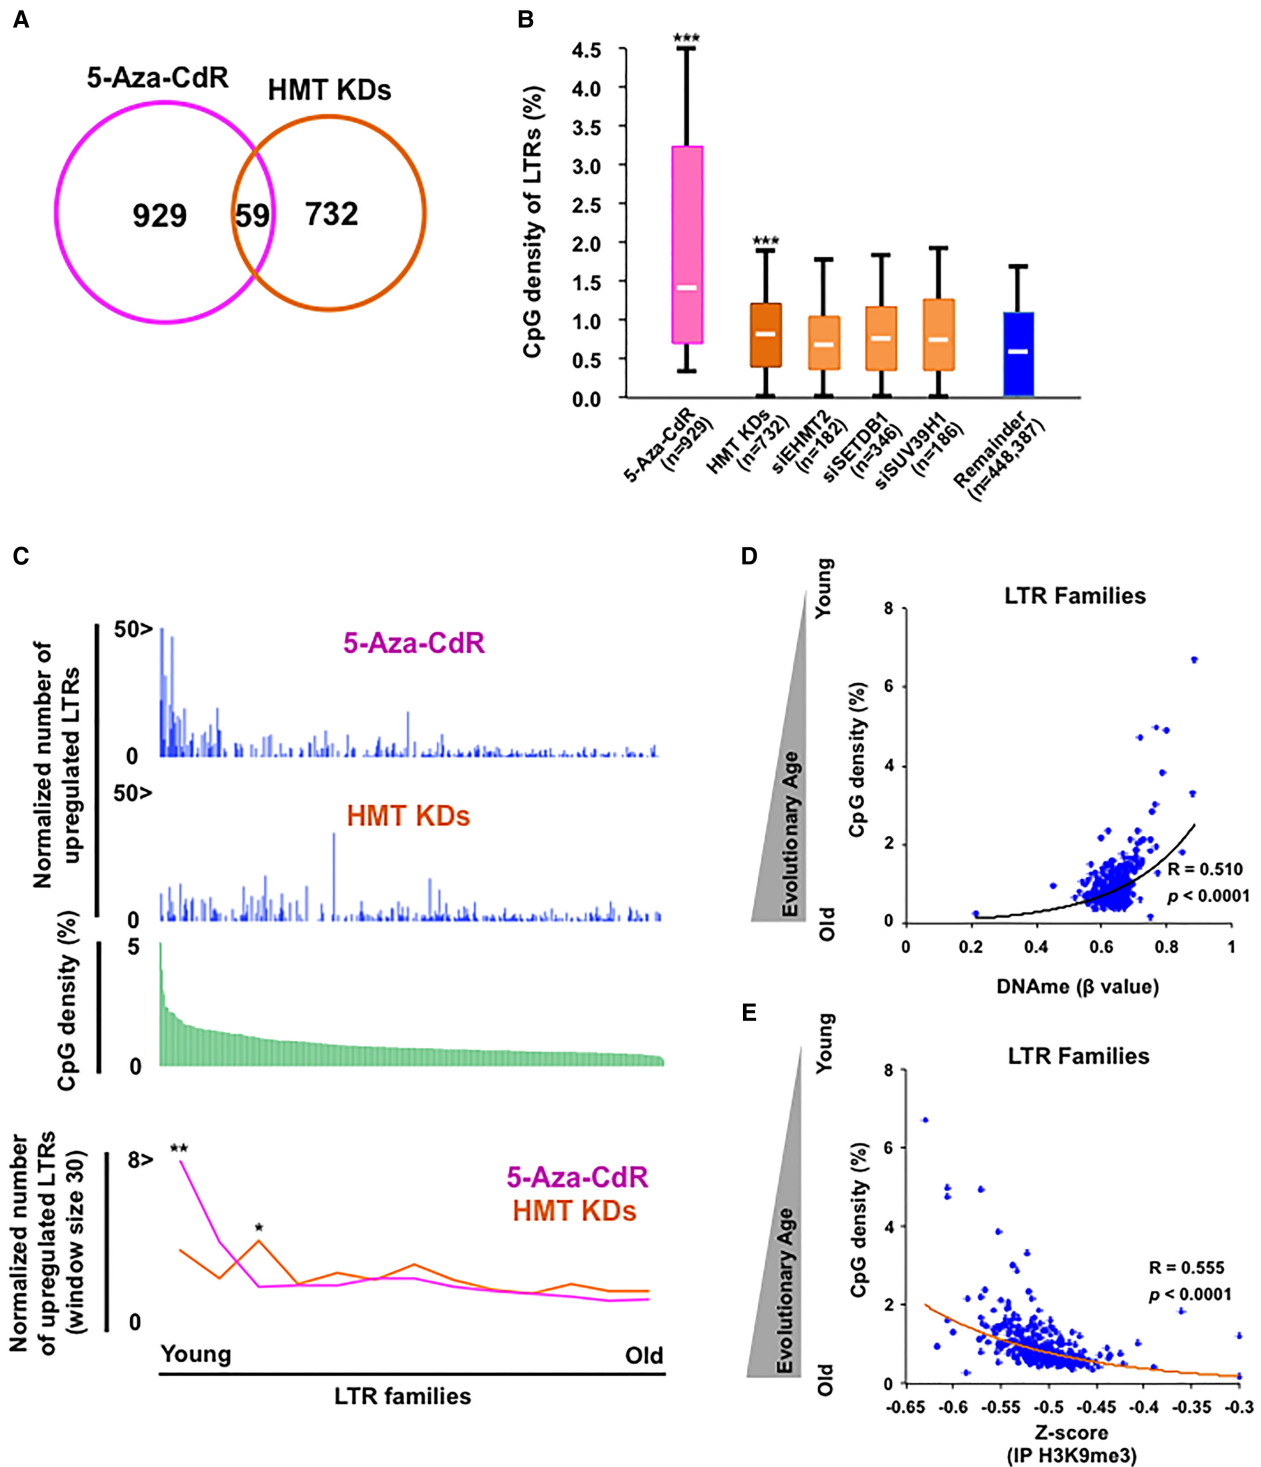 A
5-Aza-CdR
HMT KDs
929
59
732
B
CpG density of LTRs (%)
4.5
4.0
3.5
3.0
2.5
2.0
1.5
1.0
0.5
0.0
***
***
5-Aza-CdR
(n=929)
HMT KDs
(n=732)
siEHMT2
(n=182)
siSETDB1
(n=346)
siSUV39H1
(n=186)
Remainder
(n=448,387)
C
Normalized number of
upregulated LTRs
50>
0
5-Aza-CdR
50>
0
HMT KDs
CpG density (%)
5
0
Normalized number
of upregulated LTRs
(window size 30)
8>
0
**
*
5-Aza-CdR
HMT KDs
Young
Old
LTR families
D
Young
Evolutionary Age
Old
LTR Families
CpG density (%)
8
6
4
2
0
R = 0.510
p < 0.0001
0
0.2
0.4
0.6
0.8
1
DNAme (β value)
E
Young
Evolutionary Age
Old
LTR Families
CpG density (%)
8
6
4
2
0
R = 0.555
p < 0.0001
-0.65
-0.6
-0.55
-0.5
-0.45
-0.4
-0.35
-0.3
Z-score
(IP H3K9me3)